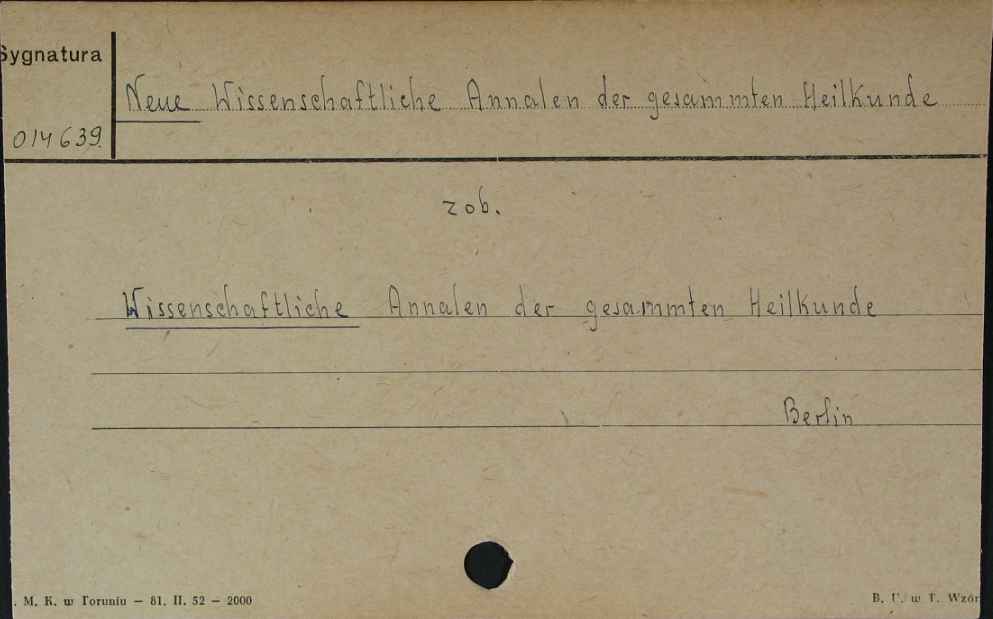 Sygnatura
Neue Wissenschaftliche Annalen der gesammten Heilkunde
014639
zob.
Wissenschaftliche Annalen der gesammten Heilkunde
Berlin
. M. K. w Toruniu — 81. II. 52 — 2000
B. U. w T. Wzór